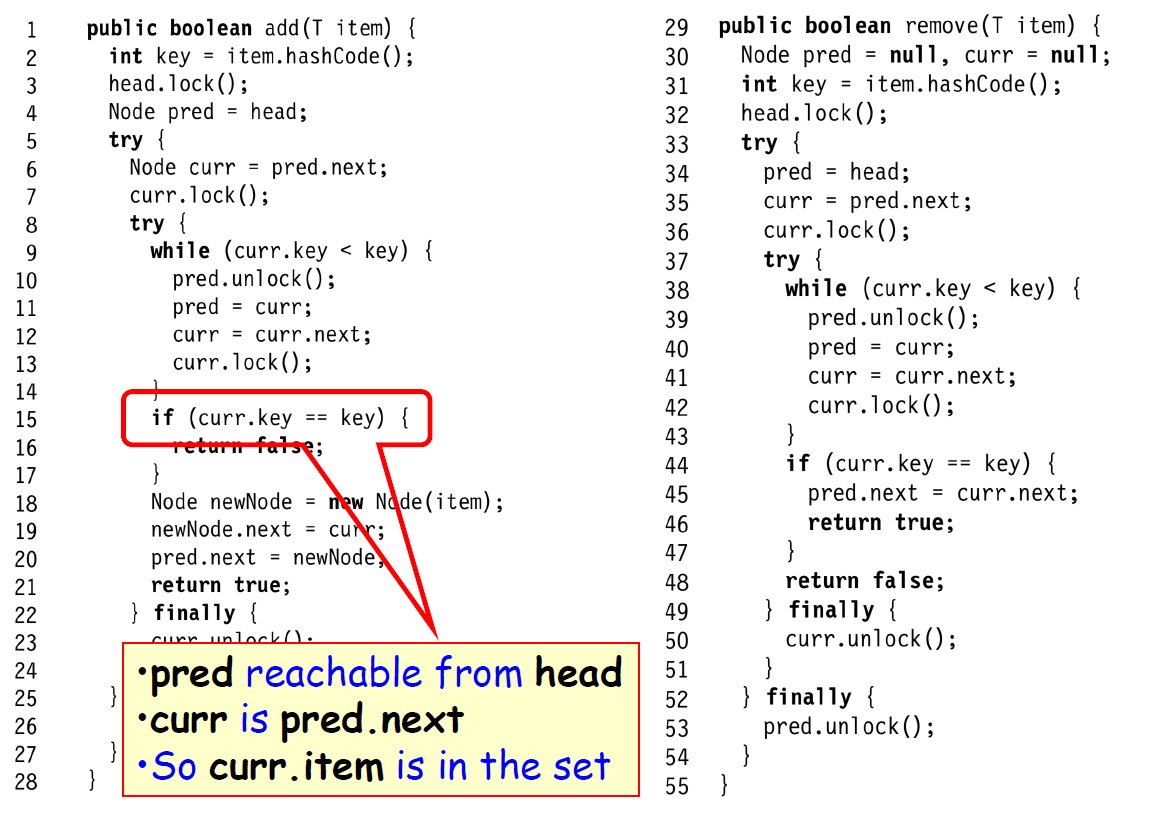 1 public boolean add(T item) {
2 int key = item.hashCode();
3 head.lock();
4 Node pred = head;
5 try {
6 Node curr = pred.next;
7 curr.lock();
8 try {
9 while (curr.key < key) {
10 pred.unlock();
11 pred = curr;
12 curr = curr.next;
13 curr.lock();
14 }
15 if (curr.key == key) {
16 return false;
17 }
18 Node newNode = new Node(item);
19 newNode.next = curr;
20 pred.next = newNode;
21 return true;
22 } finally {
23 curr.unlock();
24
25 }
26
27 }
28 }
•pred reachable from head
•curr is pred.next
•So curr.item is in the set
29 public boolean remove(T item) {
30 Node pred = null, curr = null;
31 int key = item.hashCode();
32 head.lock();
33 try {
34 pred = head;
35 curr = pred.next;
36 curr.lock();
37 try {
38 while (curr.key < key) {
39 pred.unlock();
40 pred = curr;
41 curr = curr.next;
42 curr.lock();
43 }
44 if (curr.key == key) {
45 pred.next = curr.next;
46 return true;
47 }
48 return false;
49 } finally {
50 curr.unlock();
51 }
52 } finally {
53 pred.unlock();
54 }
55 }